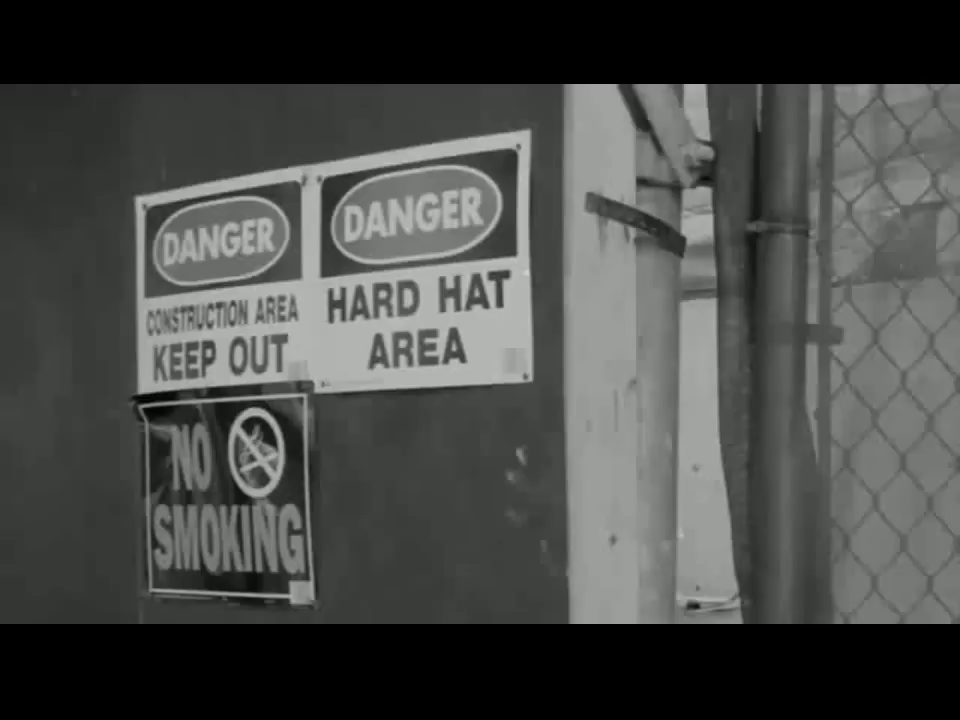 DANGER
CONSTRUCTION AREA
KEEP OUT
DANGER
HARD HAT
AREA
NO
SMOKING